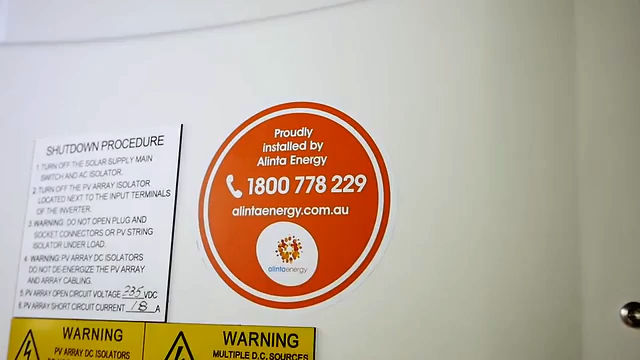 SHUTDOWN PROCEDURE
1. TURN OFF THE SOLAR SUPPLY MAIN
SWITCH AND AC ISOLATOR.
2. TURN OFF THE PV ARRAY ISOLATOR
LOCATED NEXT TO THE INPUT TERMINALS
OF THE INVERTER.
3. WARNING: DO NOT OPEN PLUG AND
SOCKET CONNECTORS OR PV STRING
ISOLATOR UNDER LOAD.
4. WARNING: PV ARRAY DC ISOLATORS
DO NOT DE-ENERGIZE THE PV ARRAY
AND ARRAY CABLING.
5. PV ARRAY OPEN CIRCUIT VOLTAGE 235 VDC
6. PV ARRAY SHORT CIRCUIT CURRENT 18 A
Proudly
installed by
Alinta Energy
1800 778 229
alintaenergy.com.au
alintaenergy
WARNING
PV ARRAY DC ISOLATORS
WARNING
MULTIPLE D.C. SOURCES